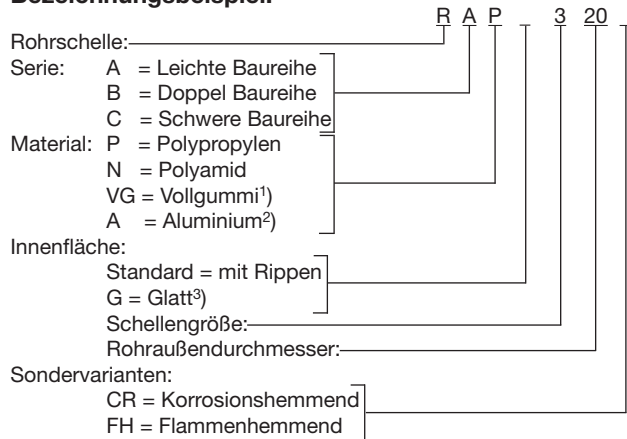 Bezeichnungsbeispiel:
R A P _ 3 20 _
Rohrschelle:
Serie: A = Leichte Baureihe
B = Doppel Baureihe
C = Schwere Baureihe
Material: P = Polypropylen
N = Polyamid
VG = Vollgummi¹)
A = Aluminium²)
Innenfläche:
Standard = mit Rippen
G = Glatt³)
Schellengröße:
Rohraußendurchmesser:
Sondervarianten:
CR = Korrosionshemmend
FH = Flammenhemmend